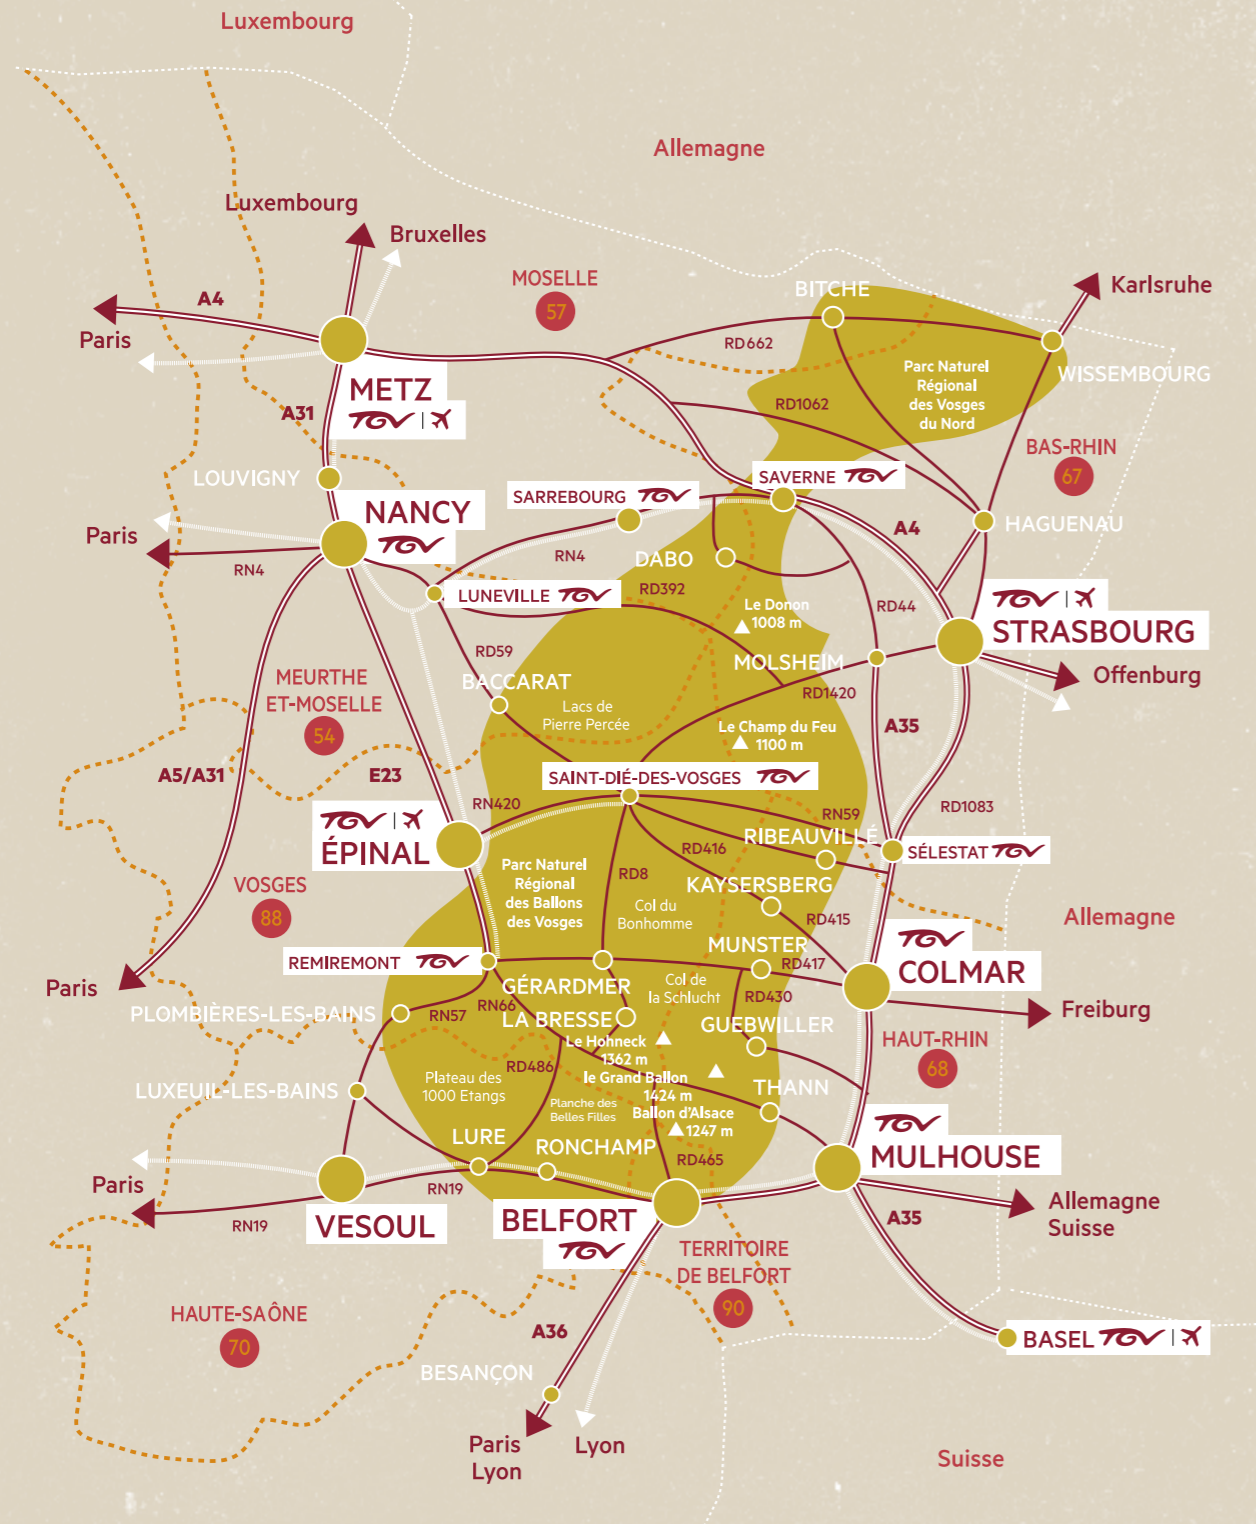 Luxembourg
Allemagne
Luxembourg
Bruxelles
MOSELLE
57
A4
Paris
BITCHE
Karlsruhe
RD662
WISSEMBOURG
Parc Naturel
Régional
des Vosges
du Nord
METZ
TGV
A31
RD1062
BAS-RHIN
67
LOUVIGNY
SAVERNE TGV
SARREBOURG TGV
NANCY
TGV
HAGUENAU
A4
Paris
RN4
RN4
DABO
LUNEVILLE TGV
RD392
Le Donon
1008 m
RD44
TGV
STRASBOURG
RD59
MOLSHEIM
Offenburg
MEURTHE
ET-MOSELLE
54
BACCARAT
RD1420
Lacs de
Pierre Percée
Le Champ du Feu
1100 m
A35
A5/A31
E23
SAINT-DIÉ-DES-VOSGES TGV
RN420
RN59
RD1083
TGV
ÉPINAL
RIBEAUVILLÉ
RD416
SÉLESTAT TGV
Parc Naturel
Régional
des Ballons
des Vosges
RD8
KAYSERSBERG
VOSGES
88
Col du
Bonhomme
RD415
Allemagne
MUNSTER
TGV
COLMAR
REMIREMONT TGV
RD417
Paris
GÉRARDMER
Col de
la Schlucht
RD430
PLOMBIÈRES-LES-BAINS
RN57
RN66
LA BRESSE
GUEBWILLER
Freiburg
Le Hohneck
1362 m
HAUT-RHIN
68
RD486
le Grand Ballon
1424 m
LUXEUIL-LES-BAINS
Plateau des
1000 Etangs
THANN
Planche des
Belles Filles
Ballon d'Alsace
1247 m
TGV
MULHOUSE
LURE
RONCHAMP
RD465
Paris
RN19
RN19
VESOUL
BELFORT
TGV
A35
Allemagne
Suisse
TERRITOIRE
DE BELFORT
90
HAUTE-SAÔNE
70
A36
BASEL TGV
BESANÇON
Paris
Lyon
Lyon
Suisse